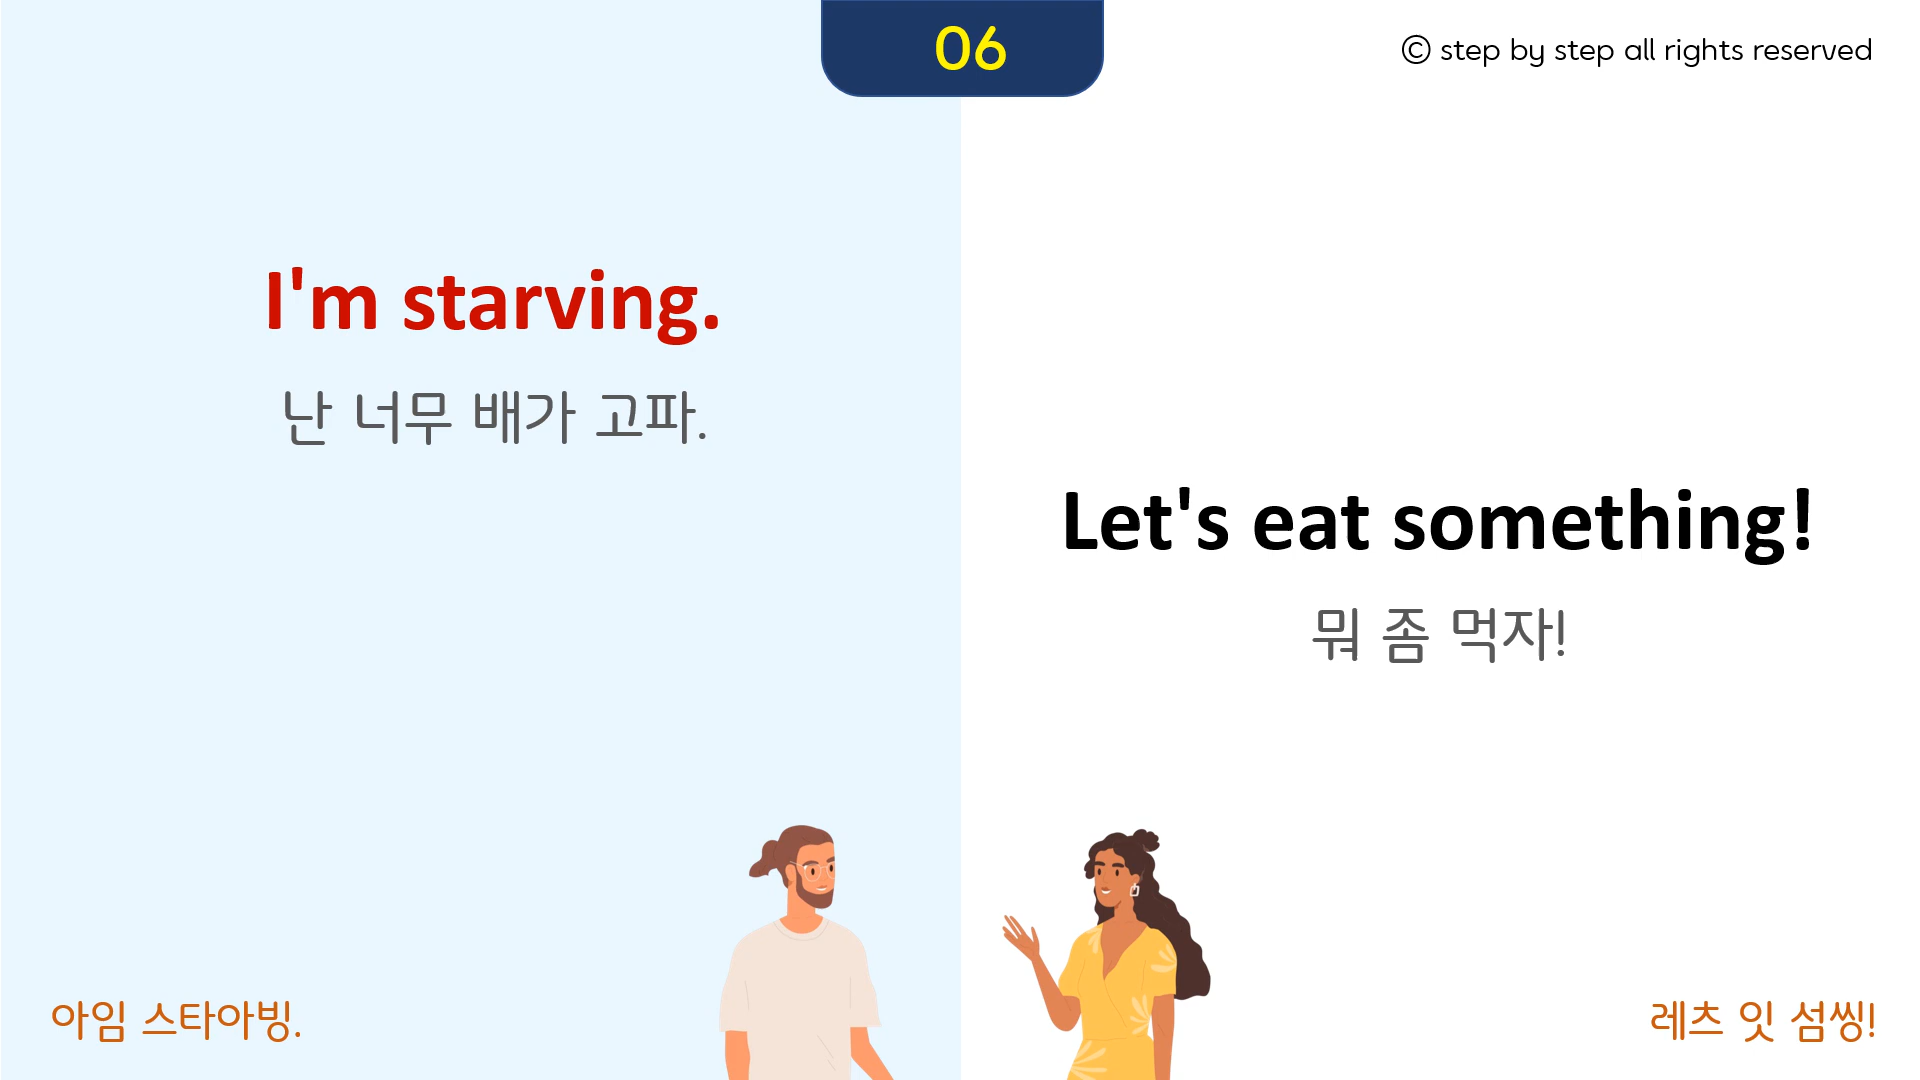 06
© step by step all rights reserved
I'm starving.
난 너무 배가 고파.
Let's eat something!
뭐 좀 먹자!
아임 스타아빙.
레츠 잇 섬씽!